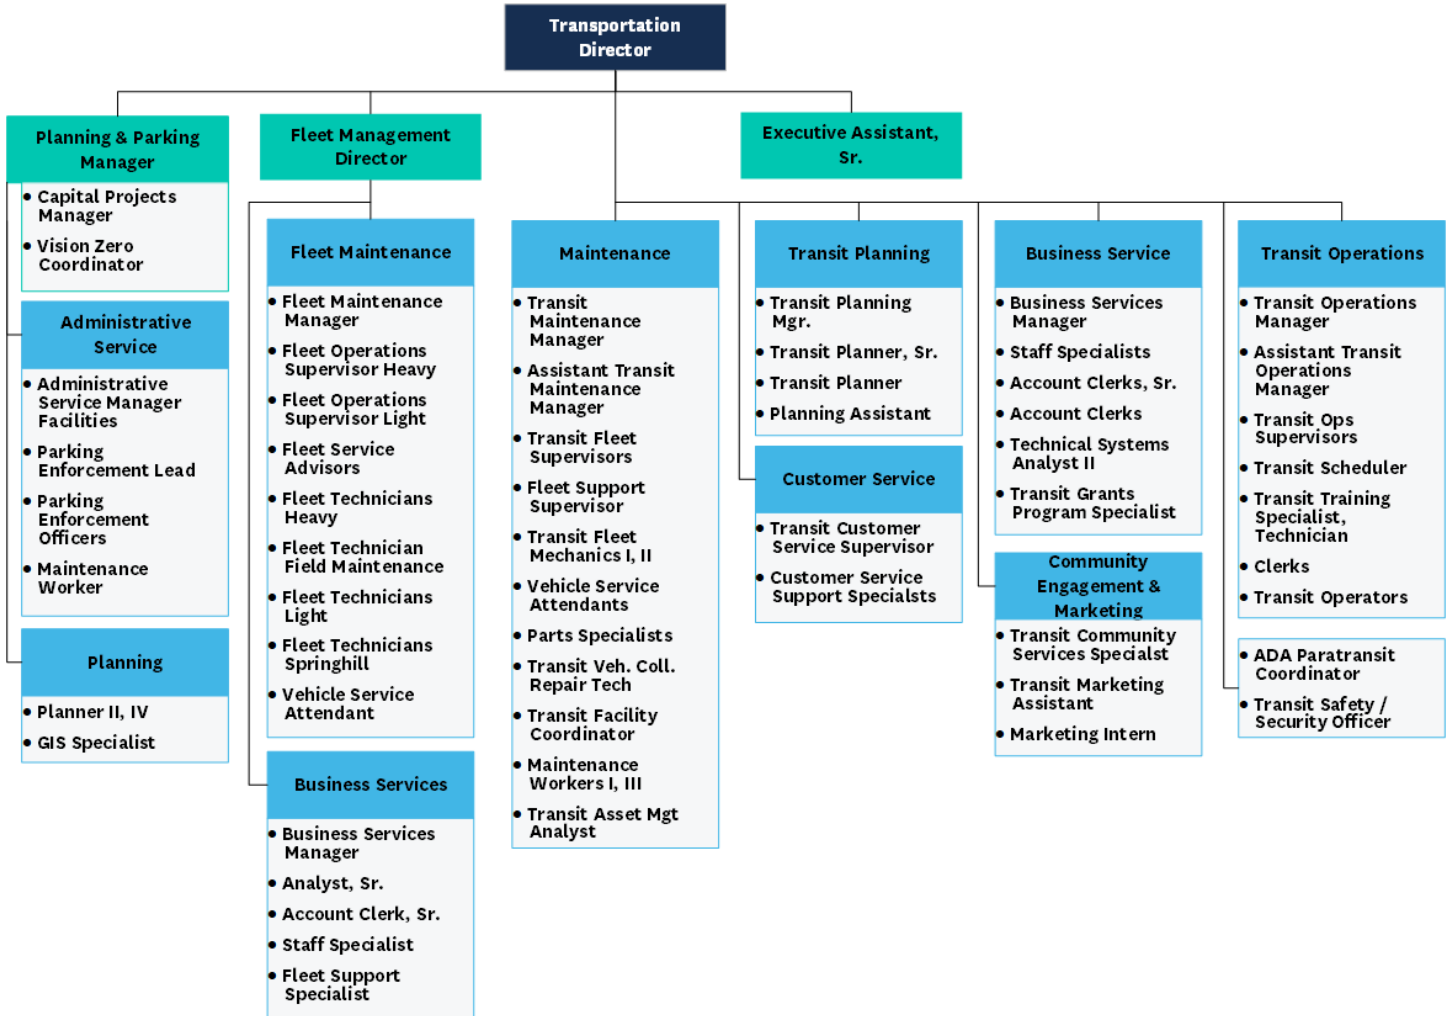 Transportation
Director
Planning & Parking
Manager
• Capital Projects
Manager
• Vision Zero
Coordinator
Administrative
Service
• Administrative
Service Manager
Facilities
• Parking
Enforcement Lead
• Parking
Enforcement
Officers
• Maintenance
Worker
Planning
• Planner II, IV
• GIS Specialist
Fleet Management
Director
Fleet Maintenance
• Fleet Maintenance
Manager
• Fleet Operations
Supervisor Heavy
• Fleet Operations
Supervisor Light
• Fleet Service
Advisors
• Fleet Technicians
Heavy
• Fleet Technician
Field Maintenance
• Fleet Technicians
Light
• Fleet Technicians
Springhill
• Vehicle Service
Attendant
Business Services
• Business Services
Manager
• Analyst, Sr.
• Account Clerk, Sr.
• Staff Specialist
• Fleet Support
Specialist
Executive Assistant,
Sr.
Maintenance
• Transit
Maintenance
Manager
• Assistant Transit
Maintenance
Manager
• Transit Fleet
Supervisors
• Fleet Support
Supervisor
• Transit Fleet
Mechanics I, II
• Vehicle Service
Attendants
• Parts Specialists
• Transit Veh. Coll.
Repair Tech
• Transit Facility
Coordinator
• Maintenance
Workers I, III
• Transit Asset Mgt
Analyst
Transit Planning
• Transit Planning
Mgr.
• Transit Planner, Sr.
• Transit Planner
• Planning Assistant
Customer Service
• Transit Customer
Service Supervisor
• Customer Service
Support Specialsts
Business Service
• Business Services
Manager
• Staff Specialists
• Account Clerks, Sr.
• Account Clerks
• Technical Systems
Analyst II
• Transit Grants
Program Specialist
Community
Engagement &
Marketing
• Transit Community
Services Specialst
• Transit Marketing
Assistant
• Marketing Intern
Transit Operations
• Transit Operations
Manager
• Assistant Transit
Operations
Manager
• Transit Ops
Supervisors
• Transit Scheduler
• Transit Training
Specialist,
Technician
• Clerks
• Transit Operators
• ADA Paratransit
Coordinator
• Transit Safety /
Security Officer